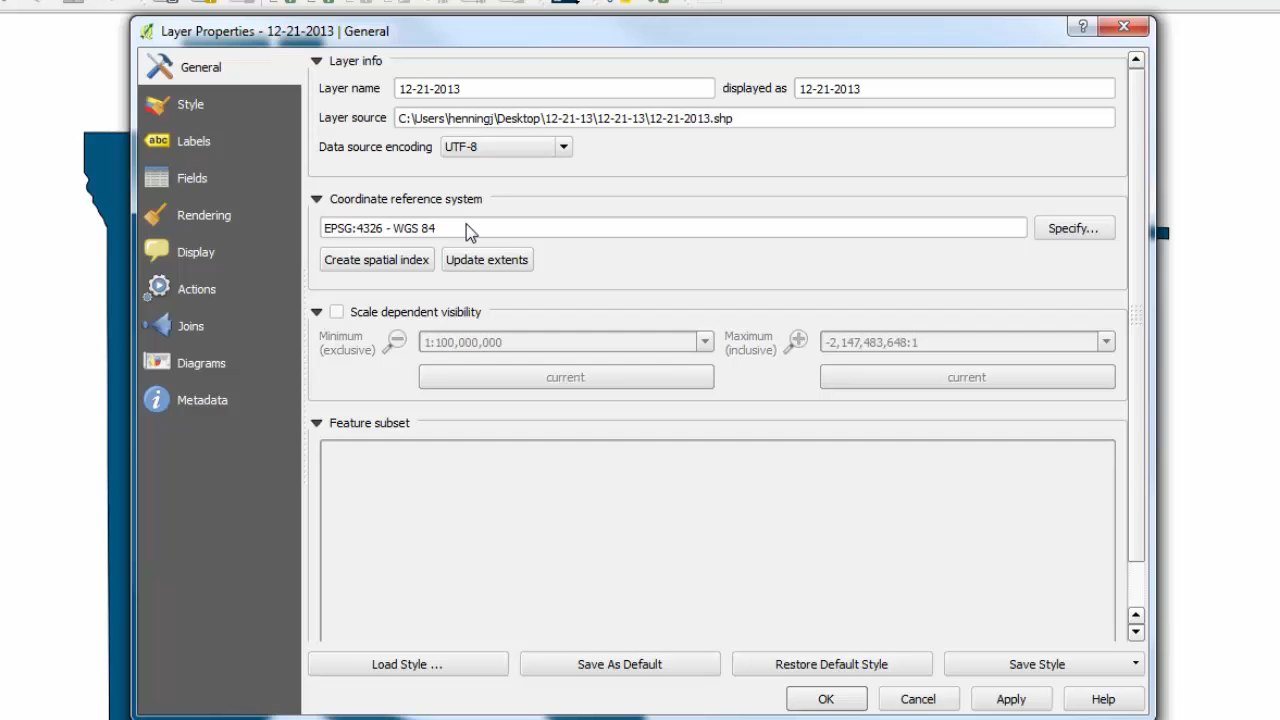 Layer Properties - 12-21-2013 | General
?
General
Style
abc Labels
Fields
Rendering
Display
Actions
Joins
Diagrams
i Metadata
Layer info
Layer name 12-21-2013 displayed as 12-21-2013
Layer source C:\Users\henningj\Desktop\12-21-13\12-21-13\12-21-2013.shp
Data source encoding UTF-8
Coordinate reference system
EPSG:4326 - WGS 84 Specify...
Create spatial index Update extents
Scale dependent visibility
Minimum (exclusive) 1:100,000,000 Maximum (inclusive) -2,147,483,648:1
current current
Feature subset
Load Style ... Save As Default Restore Default Style Save Style
OK Cancel Apply Help